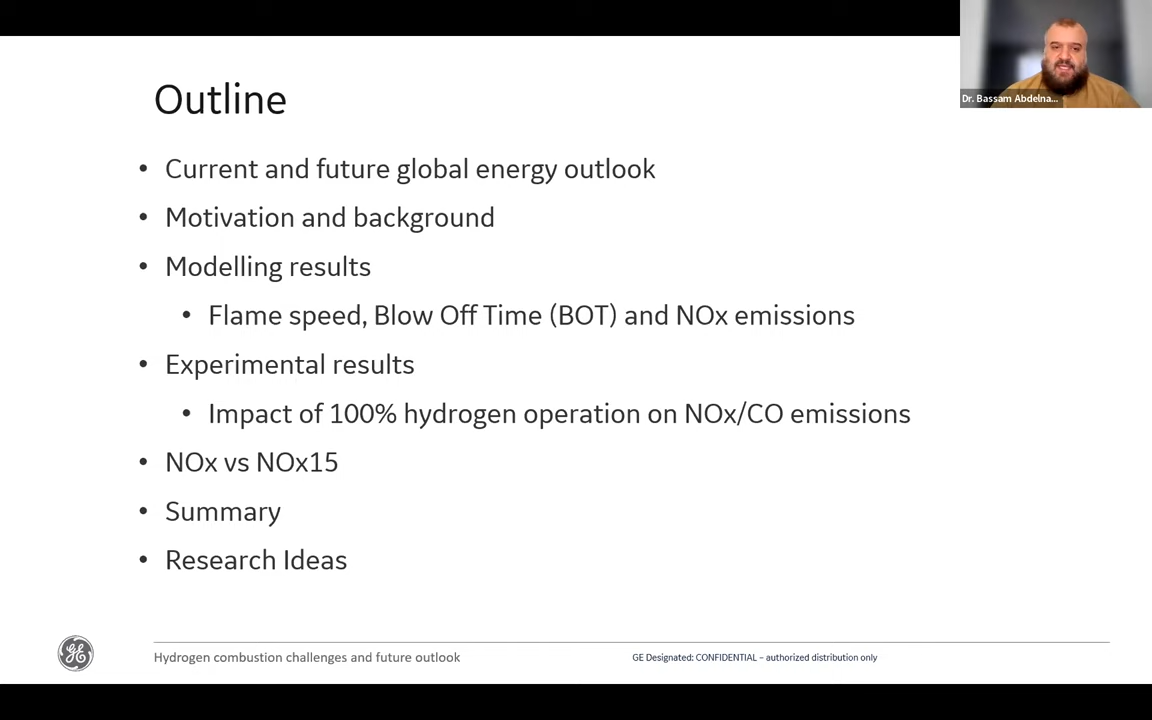 Outline
• Current and future global energy outlook
• Motivation and background
• Modelling results
• Flame speed, Blow Off Time (BOT) and NOx emissions
• Experimental results
• Impact of 100% hydrogen operation on NOx/CO emissions
• NOx vs NOx15
• Summary
• Research Ideas
Hydrogen combustion challenges and future outlook
GE Designated: CONFIDENTIAL – authorized distribution only
Dr. Bassam Abdelna...
GE